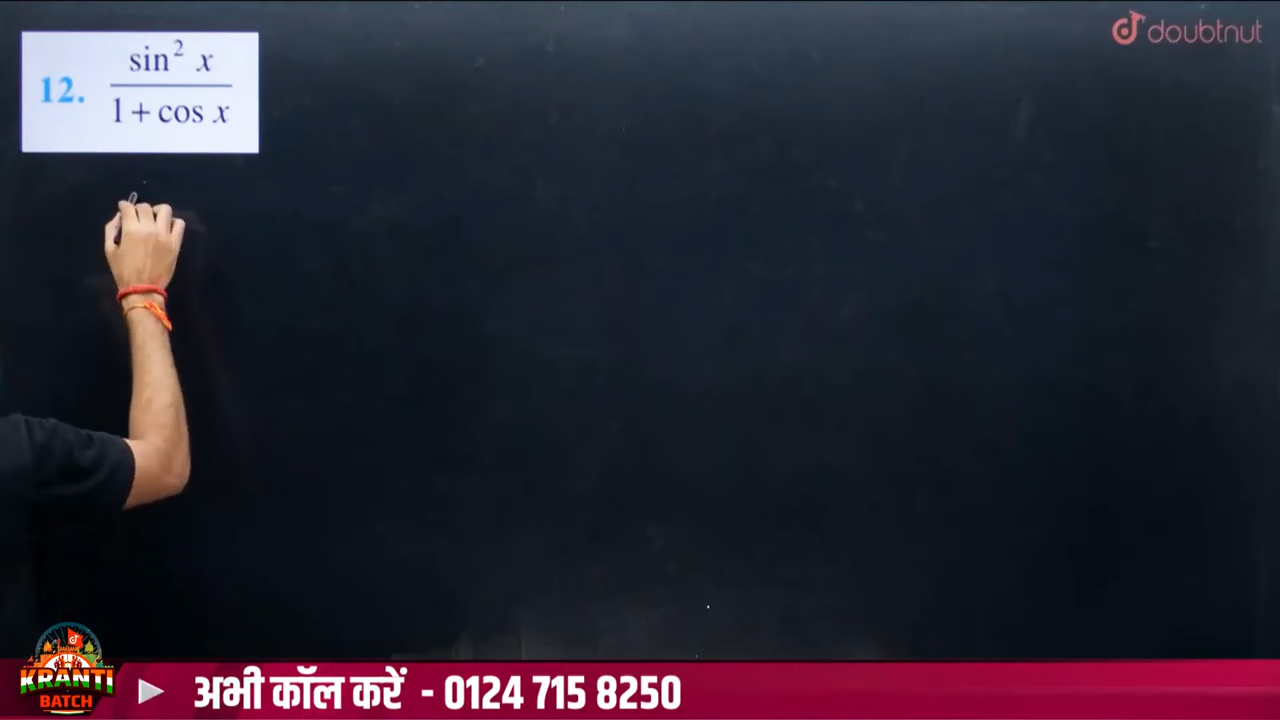 doubtnut
12. sin² x
1 + cos x
KRANTI
BATCH
अभी कॉल करें - 0124 715 8250